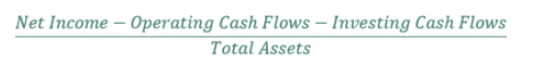 Net Income − Operating Cash Flows − Investing Cash Flows
Total Assets